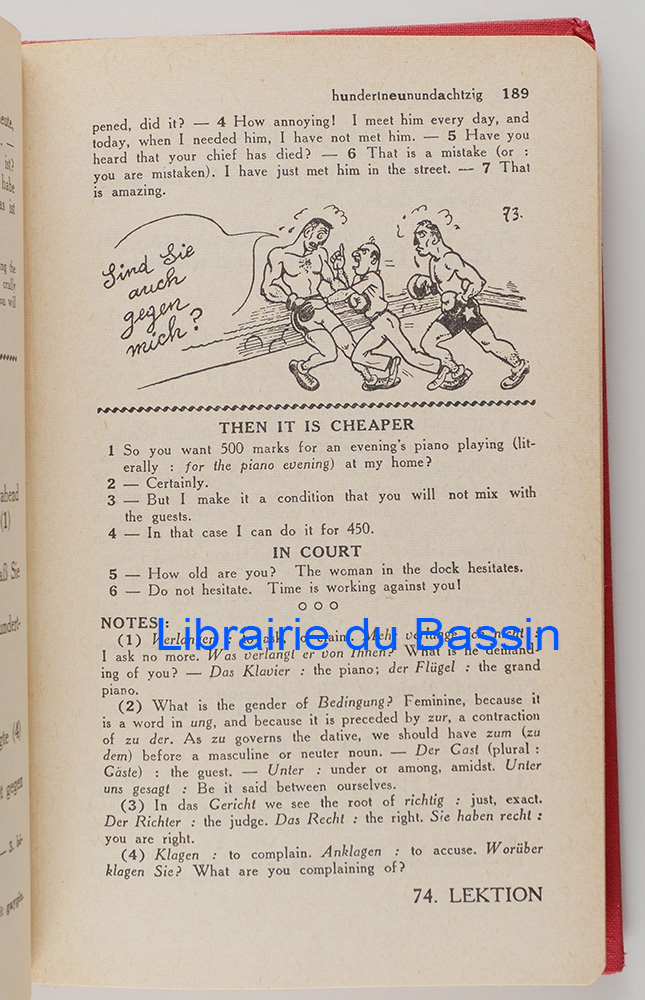 hundertneunundachtzig 189
pened, did it? — 4 How annoying! I meet him every day, and
today, when I needed him, I have not met him. — 5 Have you
heard that your chief has died? — 6 That is a mistake (or :
you are mistaken). I have just met him in the street. — 7 That
is amazing.
73.
Sind Sie
auch
gegen
mich?
THEN IT IS CHEAPER
1 So you want 500 marks for an evening's piano playing (lit-
erally : for the piano evening) at my home?
2 — Certainly.
3 — But I make it a condition that you will not mix with
the guests.
4 — In that case I can do it for 450.
IN COURT
5 — How old are you? The woman in the dock hesitates.
6 — Do not hesitate. Time is working against you!
NOTES:
(1) Verlangen : to ask, to claim. Mehr verlange ich nicht :
Librairie du Bassin
I ask no more. Was verlangt er von Ihnen? What is he demand-
ing of you? — Das Klavier : the piano; der Flügel : the grand
piano.
(2) What is the gender of Bedingung? Feminine, because it
is a word in ung, and because it is preceded by zur, a contraction
of zu der. As zu governs the dative, we should have zum (zu
dem) before a masculine or neuter noun. — Der Gast (plural :
Gäste) : the guest. — Unter : under or among, amidst. Unter
uns gesagt : Be it said between ourselves.
(3) In das Gericht we see the root of richtig : just, exact.
Der Richter : the judge. Das Recht : the right. Sie haben recht :
you are right.
(4) Klagen : to complain. Anklagen : to accuse. Worüber
klagen Sie? What are you complaining of?
74. LEKTION